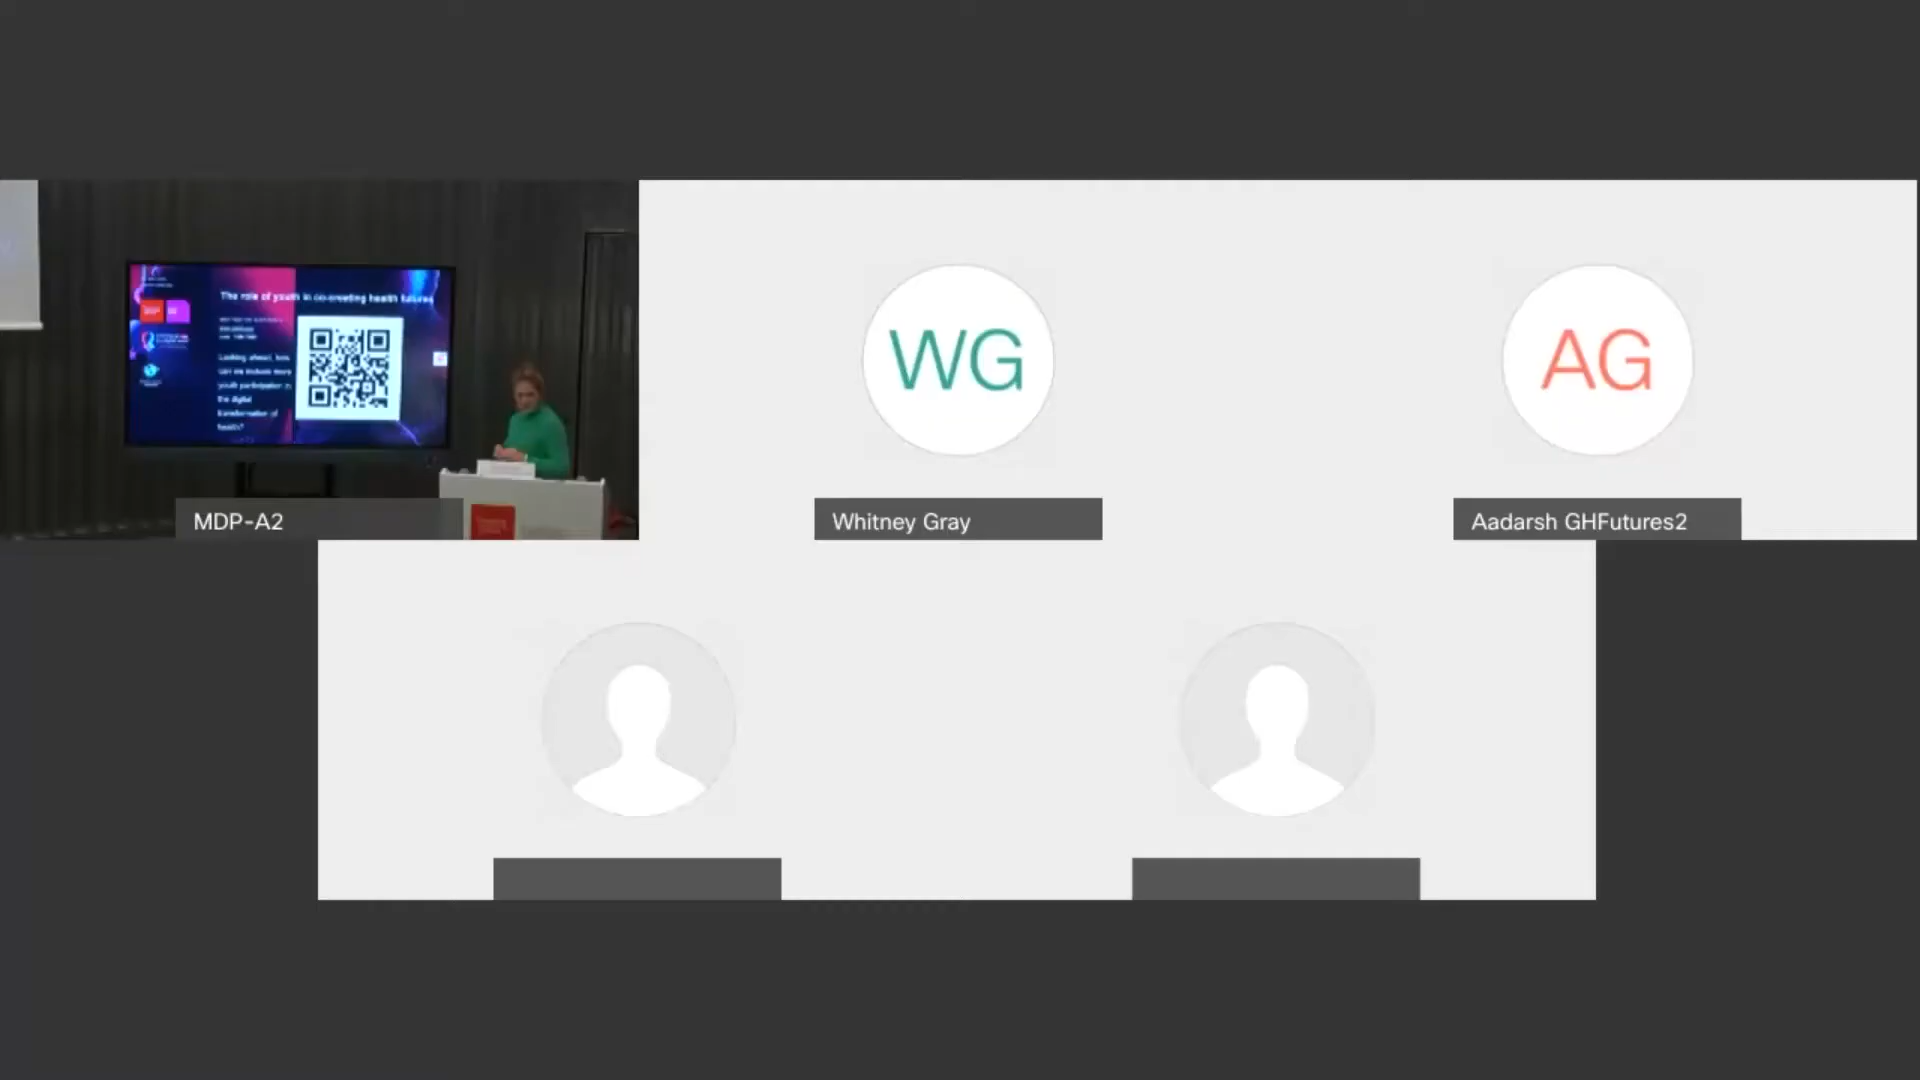 The role of youth in co-creating health futures
Looking ahead, how
can we include more
youth participation in
the digital
transformation of
health?
WG
AG
MDP-A2
Whitney Gray
Aadarsh GHFutures2